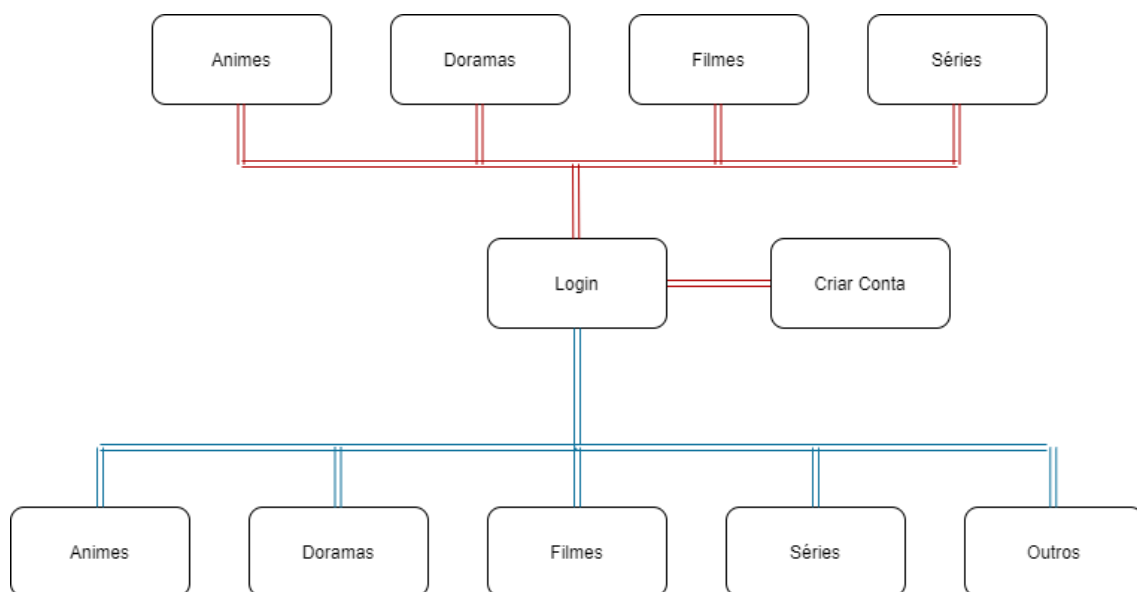 Animes
Doramas
Filmes
Séries
Login
Criar Conta
Animes
Doramas
Filmes
Séries
Outros